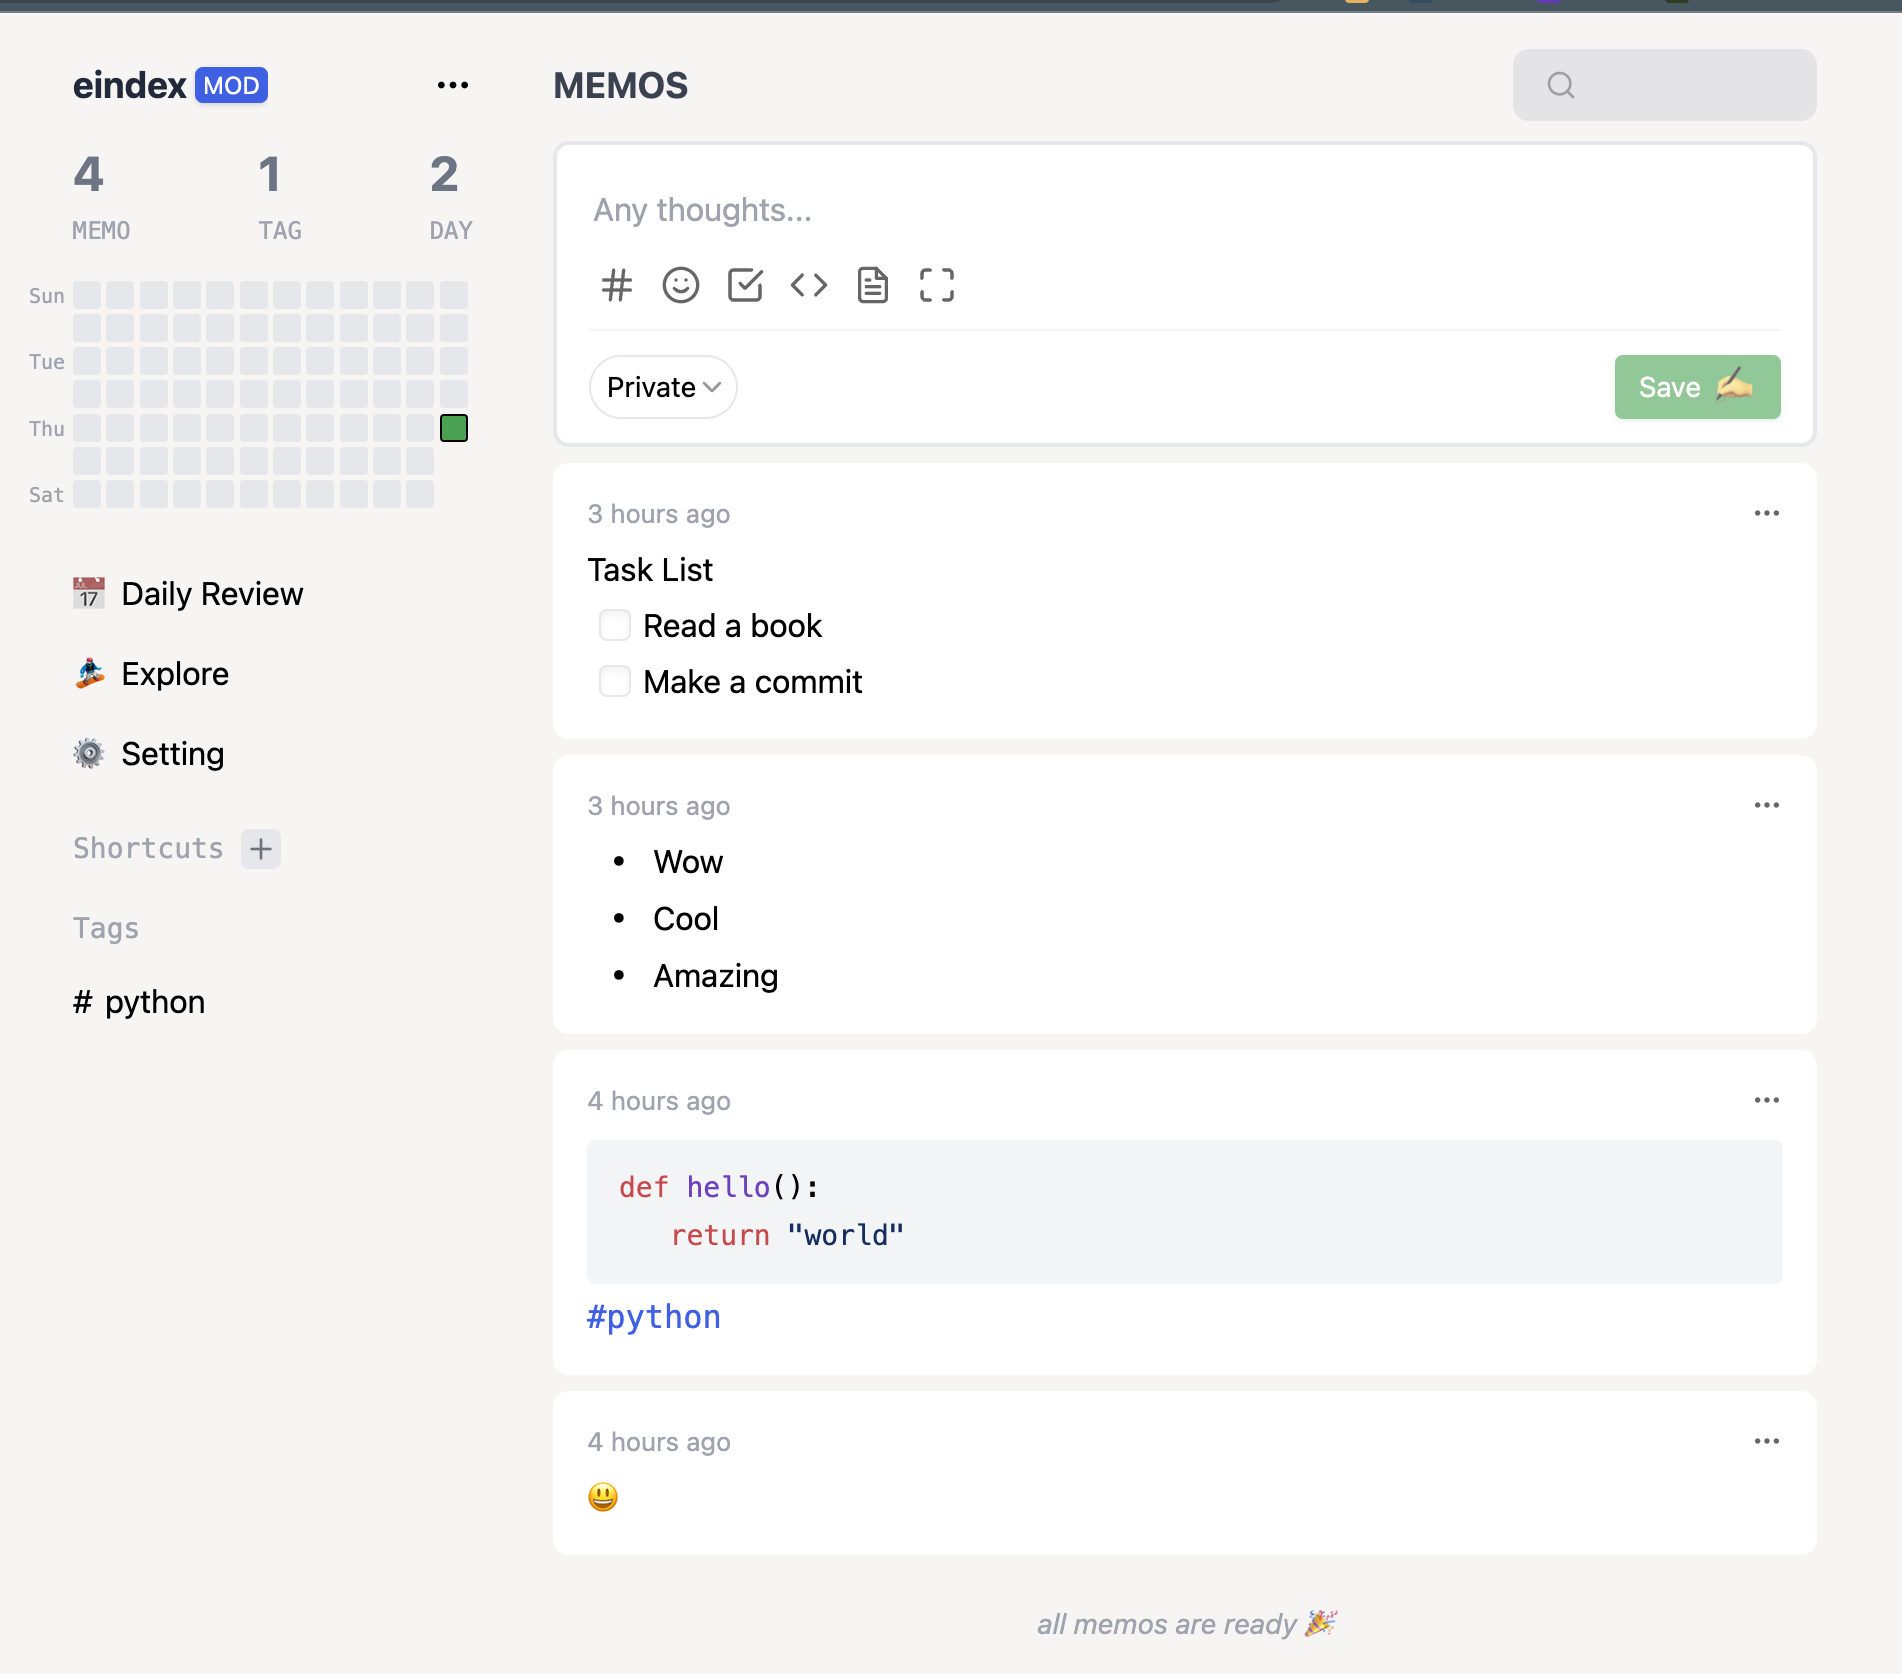 eindex MOD
4 1 2
MEMO TAG DAY
Sun
Tue
Thu
Sat
📅 Daily Review
🏂 Explore
⚙️ Setting
Shortcuts +
Tags
# python
MEMOS
Any thoughts...
Private
Save ✍️
3 hours ago
Task List
Read a book
Make a commit
3 hours ago
• Wow
• Cool
• Amazing
4 hours ago
def hello():
return "world"
#python
4 hours ago
😃
all memos are ready 🎉